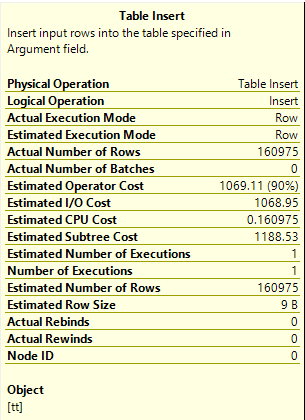 Table Insert
Insert input rows into the table specified in
Argument field.
Physical Operation Table Insert
Logical Operation Insert
Actual Execution Mode Row
Estimated Execution Mode Row
Actual Number of Rows 160975
Actual Number of Batches 0
Estimated Operator Cost 1069.11 (90%)
Estimated I/O Cost 1068.95
Estimated CPU Cost 0.160975
Estimated Subtree Cost 1188.53
Estimated Number of Executions 1
Number of Executions 1
Estimated Number of Rows 160975
Estimated Row Size 9 B
Actual Rebinds 0
Actual Rewinds 0
Node ID 0
Object
[tt]